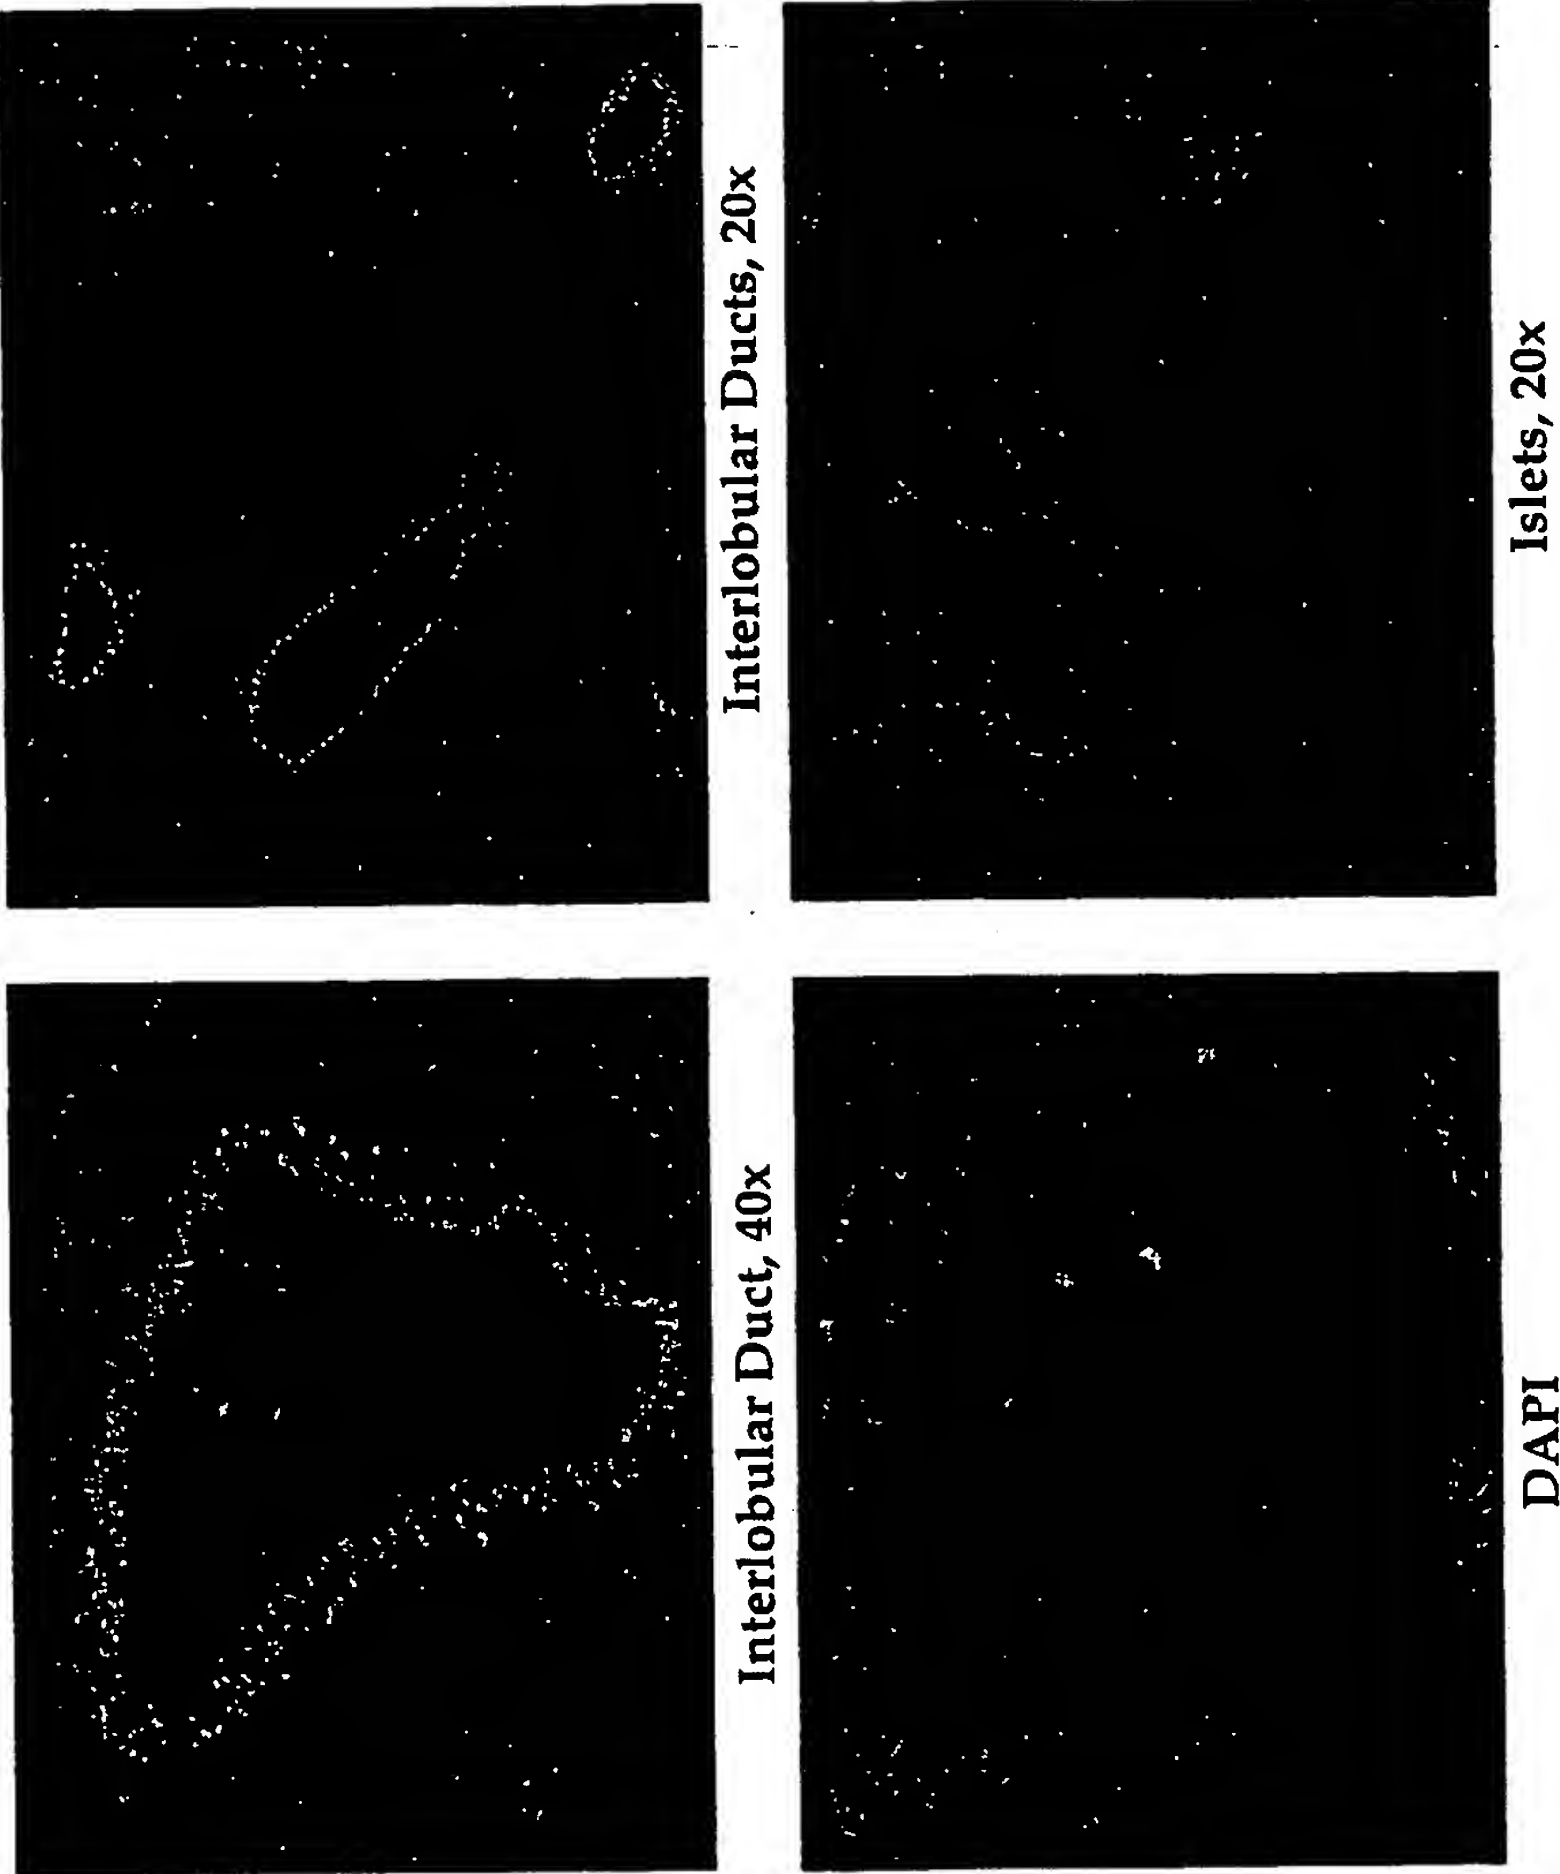 Interlobular Duct, 40x
Interlobular Ducts, 20x
DAPI
Islets, 20x